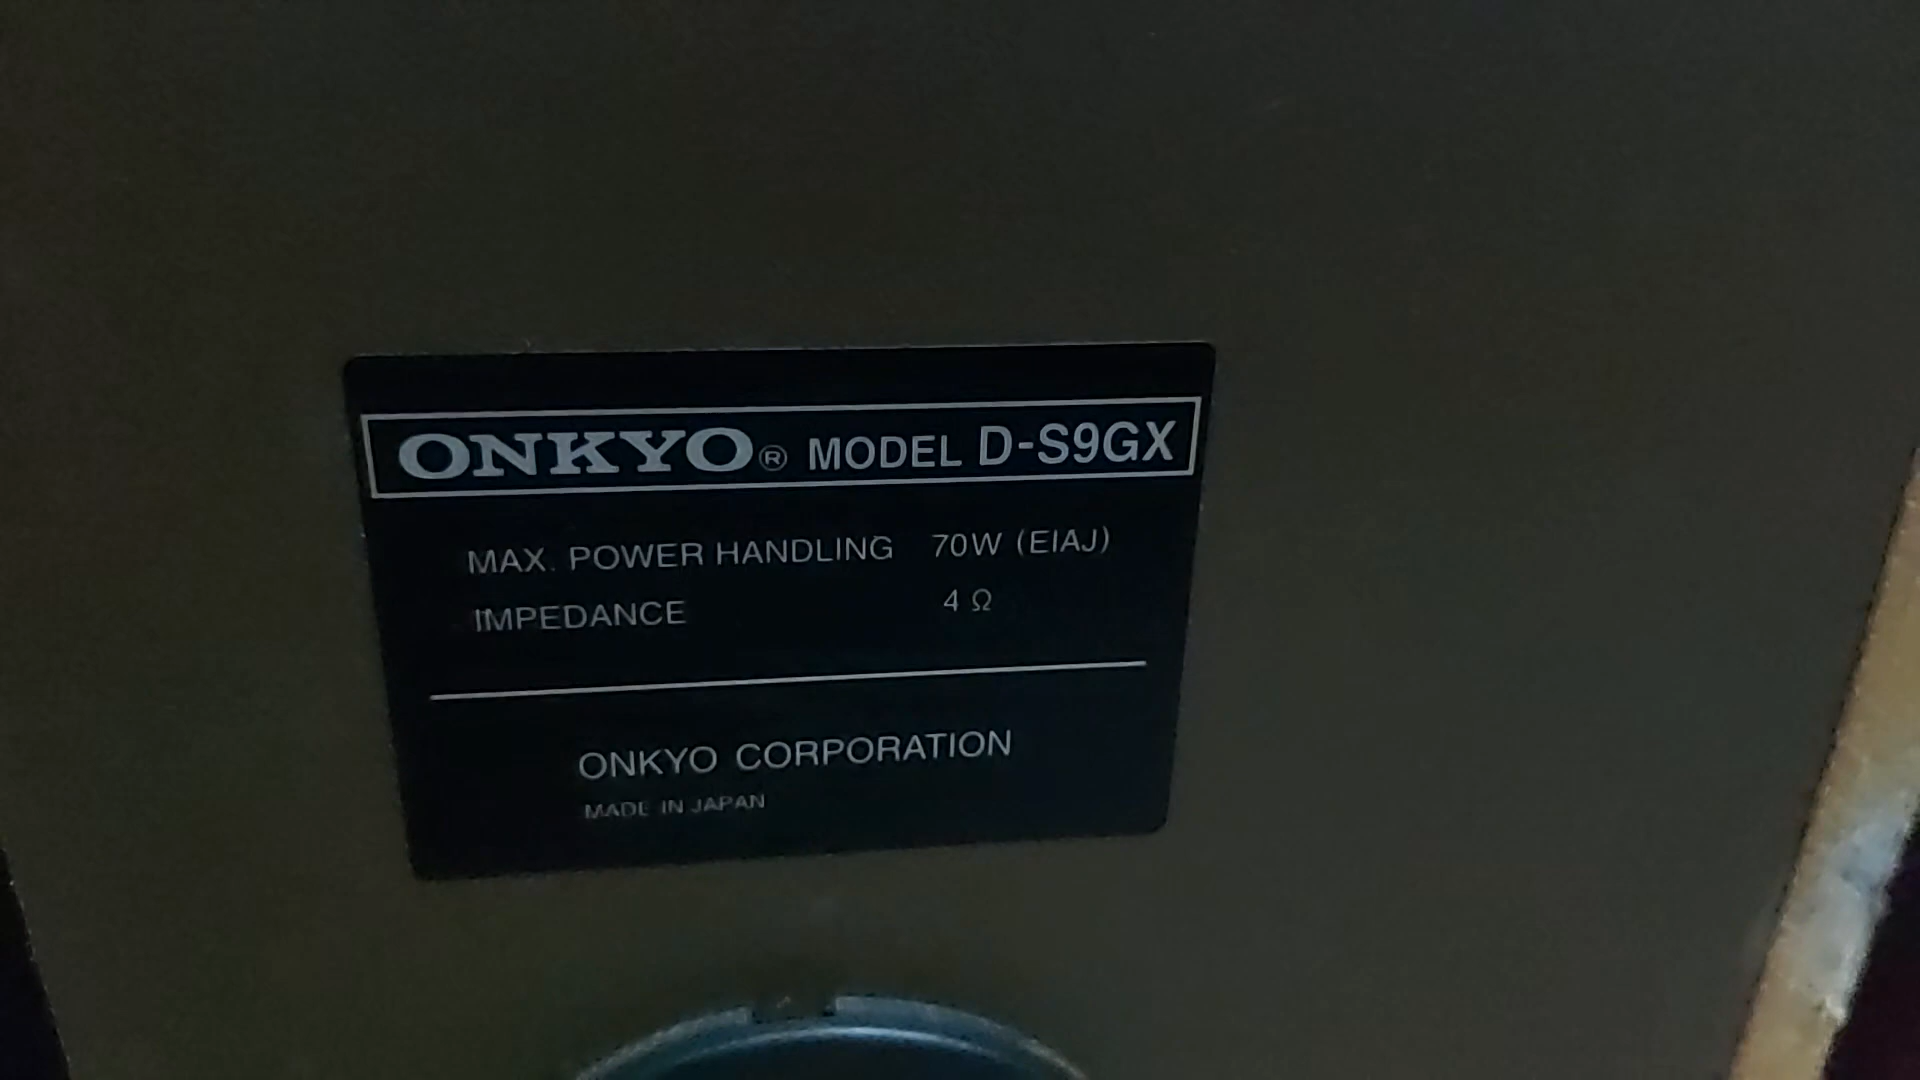 ONKYO® MODEL D-S9GX
MAX. POWER HANDLING 70W (EIAJ)
IMPEDANCE 4 Ω
ONKYO CORPORATION
MADE IN JAPAN